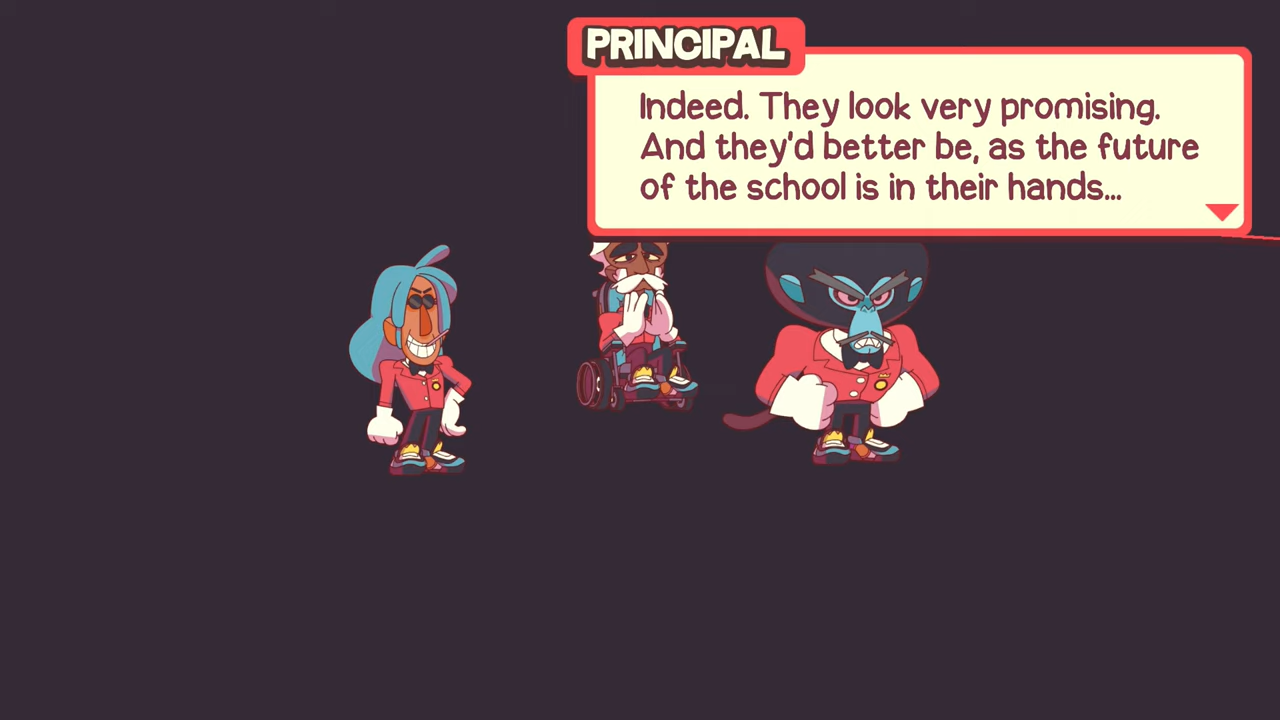 PRINCIPAL
Indeed. They look very promising.
And they'd better be, as the future
of the school is in their hands...